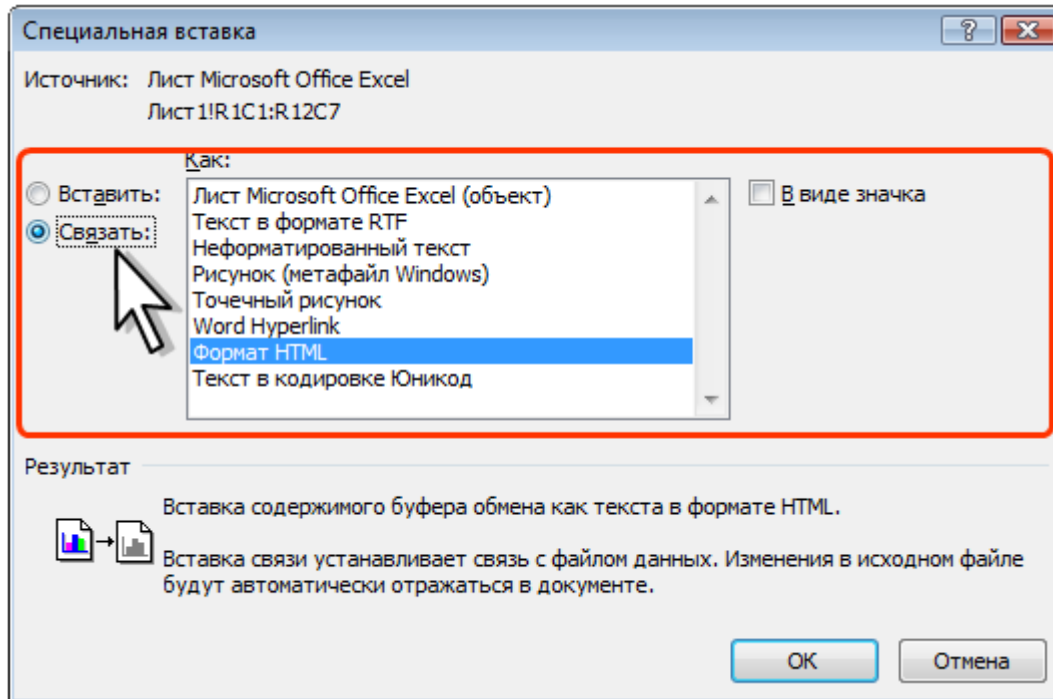 Специальная вставка
Источник: Лист Microsoft Office Excel
Лист1!R1C1:R12C7
Как:
Вставить:
Связать:
Лист Microsoft Office Excel (объект)
Текст в формате RTF
Неформатированный текст
Рисунок (метафайл Windows)
Точечный рисунок
Word Hyperlink
Формат HTML
Текст в кодировке Юникод
В виде значка
Результат
Вставка содержимого буфера обмена как текста в формате HTML.
Вставка связи устанавливает связь с файлом данных. Изменения в исходном файле
будут автоматически отражаться в документе.
ОК
Отмена